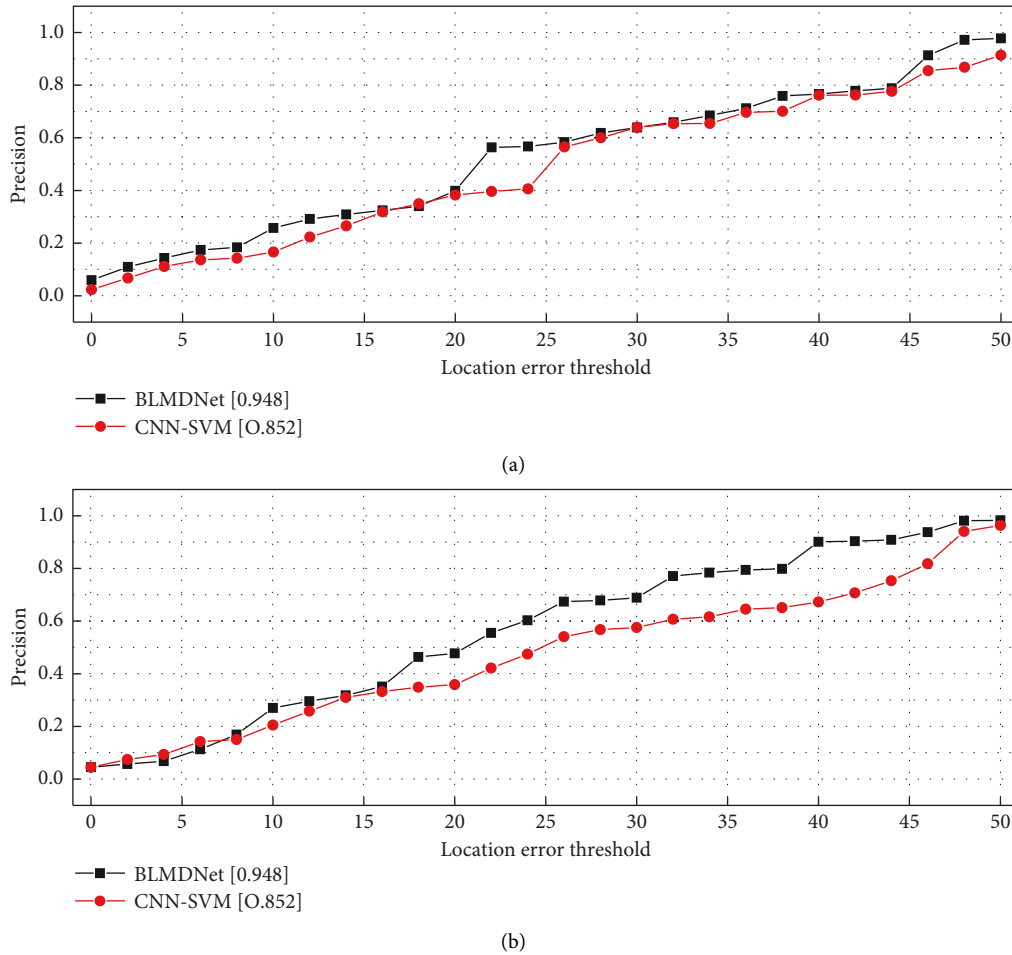 1.0
0.8
0.6
0.4
0.2
0.0
Precision
0 5 10 15 20 25 30 35 40 45 50
Location error threshold
BLMDNet [0.948]
CNN-SVM [O.852]
(a)
1.0
0.8
0.6
0.4
0.2
0.0
Precision
0 5 10 15 20 25 30 35 40 45 50
Location error threshold
BLMDNet [0.948]
CNN-SVM [O.852]
(b)